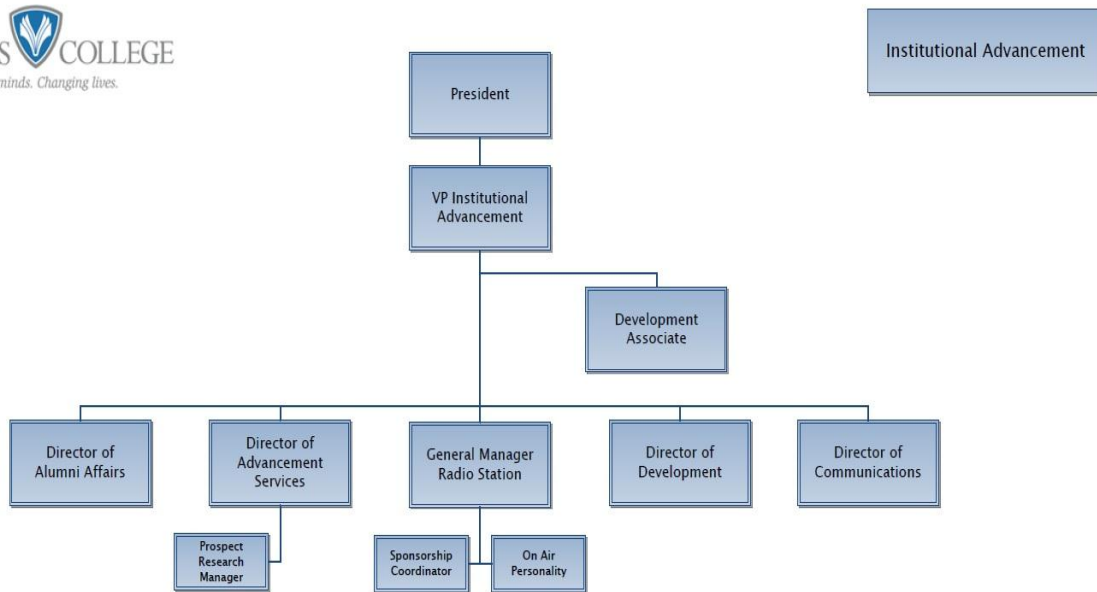 COLLEGE
minds. Changing lives.
Institutional Advancement
President
VP Institutional
Advancement
Development
Associate
Director of
Alumni Affairs
Director of
Advancement
Services
General Manager
Radio Station
Director of
Development
Director of
Communications
Prospect
Research
Manager
Sponsorship
Coordinator
On Air
Personality